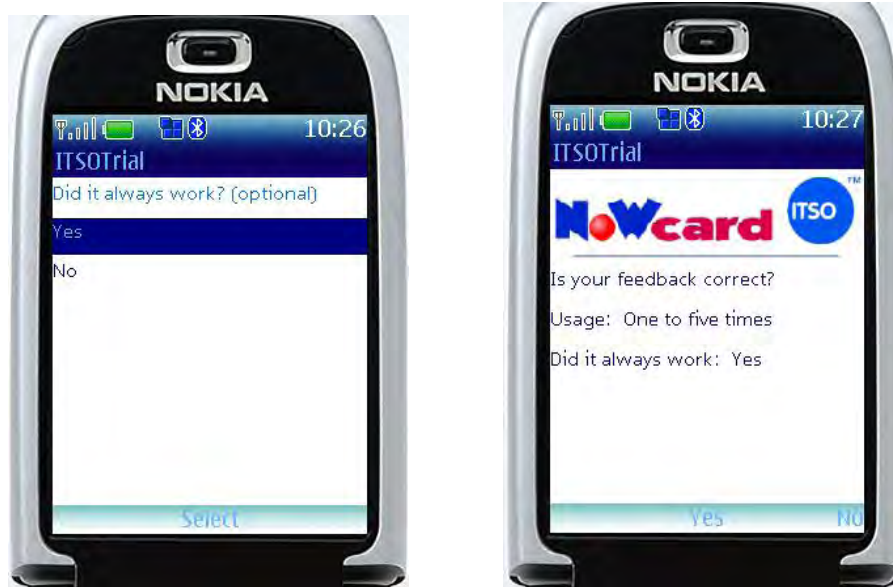 NOKIA
10:26
ITSOTrial
Did it always work? (optional)
Yes
No
Select
NOKIA
10:27
ITSOTrial
NoWcard
ITSO
TM
Is your feedback correct?
Usage: One to five times
Did it always work: Yes
Yes No